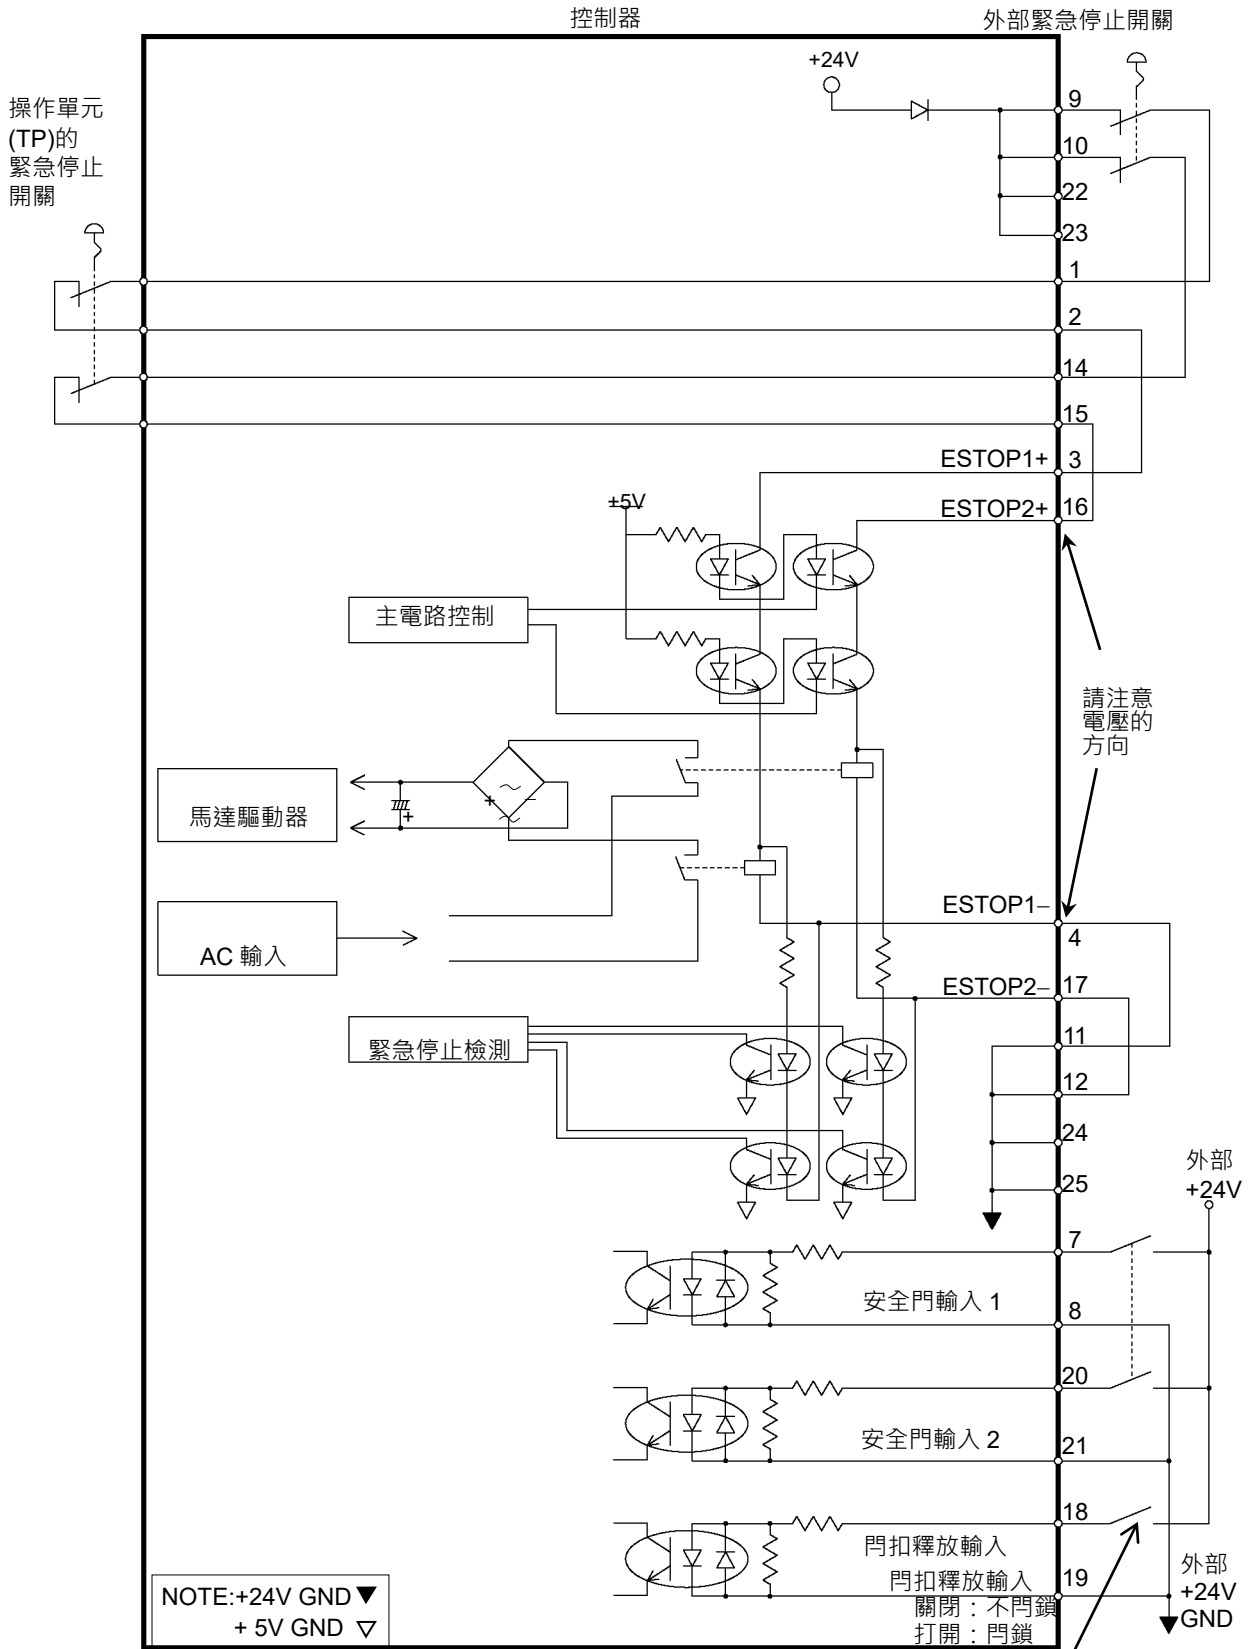 控制器
外部緊急停止開關
+24V
操作單元
(TP)的
緊急停止
開關
9
10
22
23
1
2
14
15
ESTOP1+ 3
ESTOP2+ 16
+5V
主電路控制
請注意
電壓的
方向
馬達驅動器
+
+
ESTOP1−
4
AC 輸入
ESTOP2− 17
緊急停止檢測
11
12
24
25
外部
+24V
7
安全門輸入 1
8
20
安全門輸入 2
21
18
閂扣釋放輸入
閂扣釋放輸入
19
關閉：不閂鎖
打開：閂鎖
外部
+24V
GND
NOTE:+24V GND ▼
+ 5V GND ▽